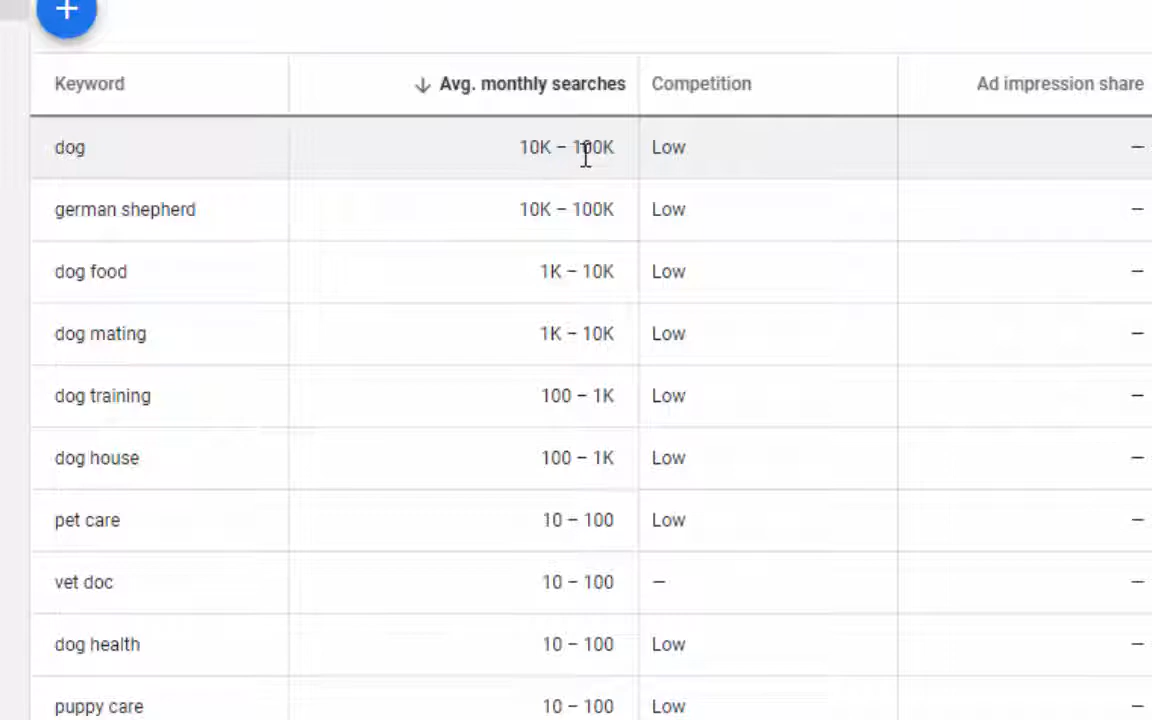 Keyword ↓ Avg. monthly searches Competition Ad impression share
dog 10K – 100K Low –
german shepherd 10K – 100K Low –
dog food 1K – 10K Low –
dog mating 1K – 10K Low –
dog training 100 – 1K Low –
dog house 100 – 1K Low –
pet care 10 – 100 Low –
vet doc 10 – 100 – –
dog health 10 – 100 Low –
puppy care 10 – 100 Low –